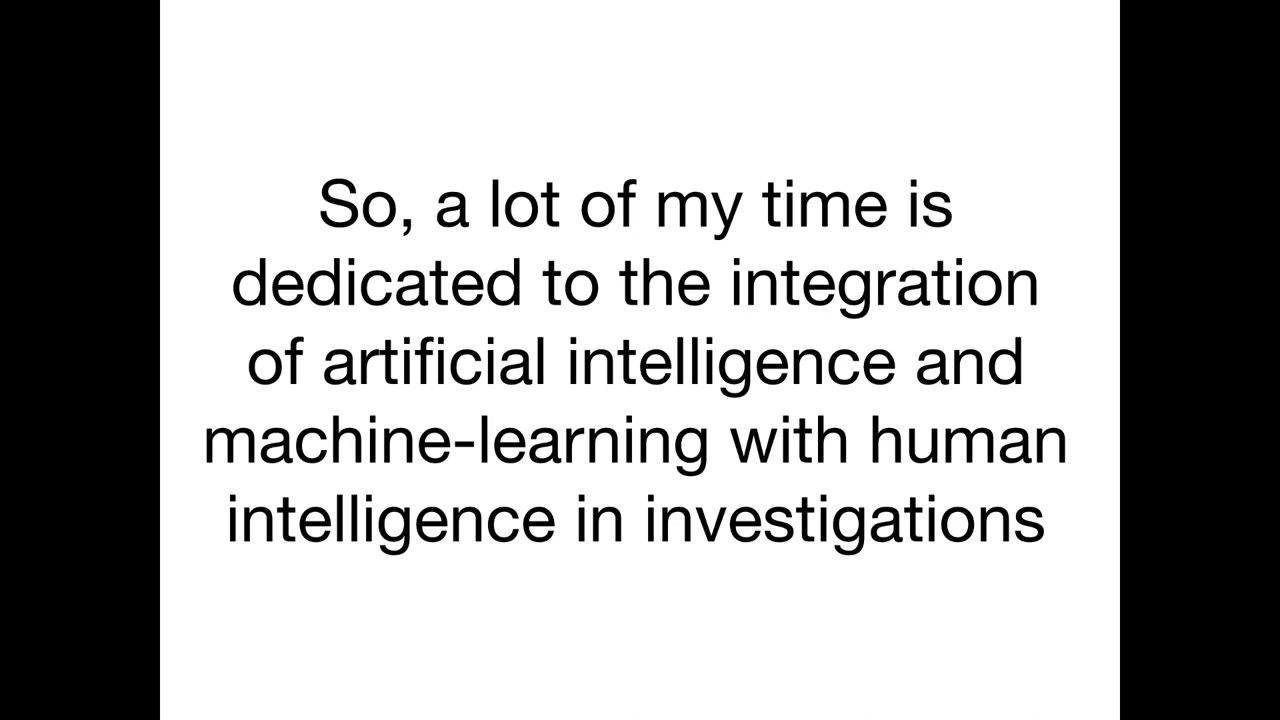 So, a lot of my time is
dedicated to the integration
of artificial intelligence and
machine-learning with human
intelligence in investigations